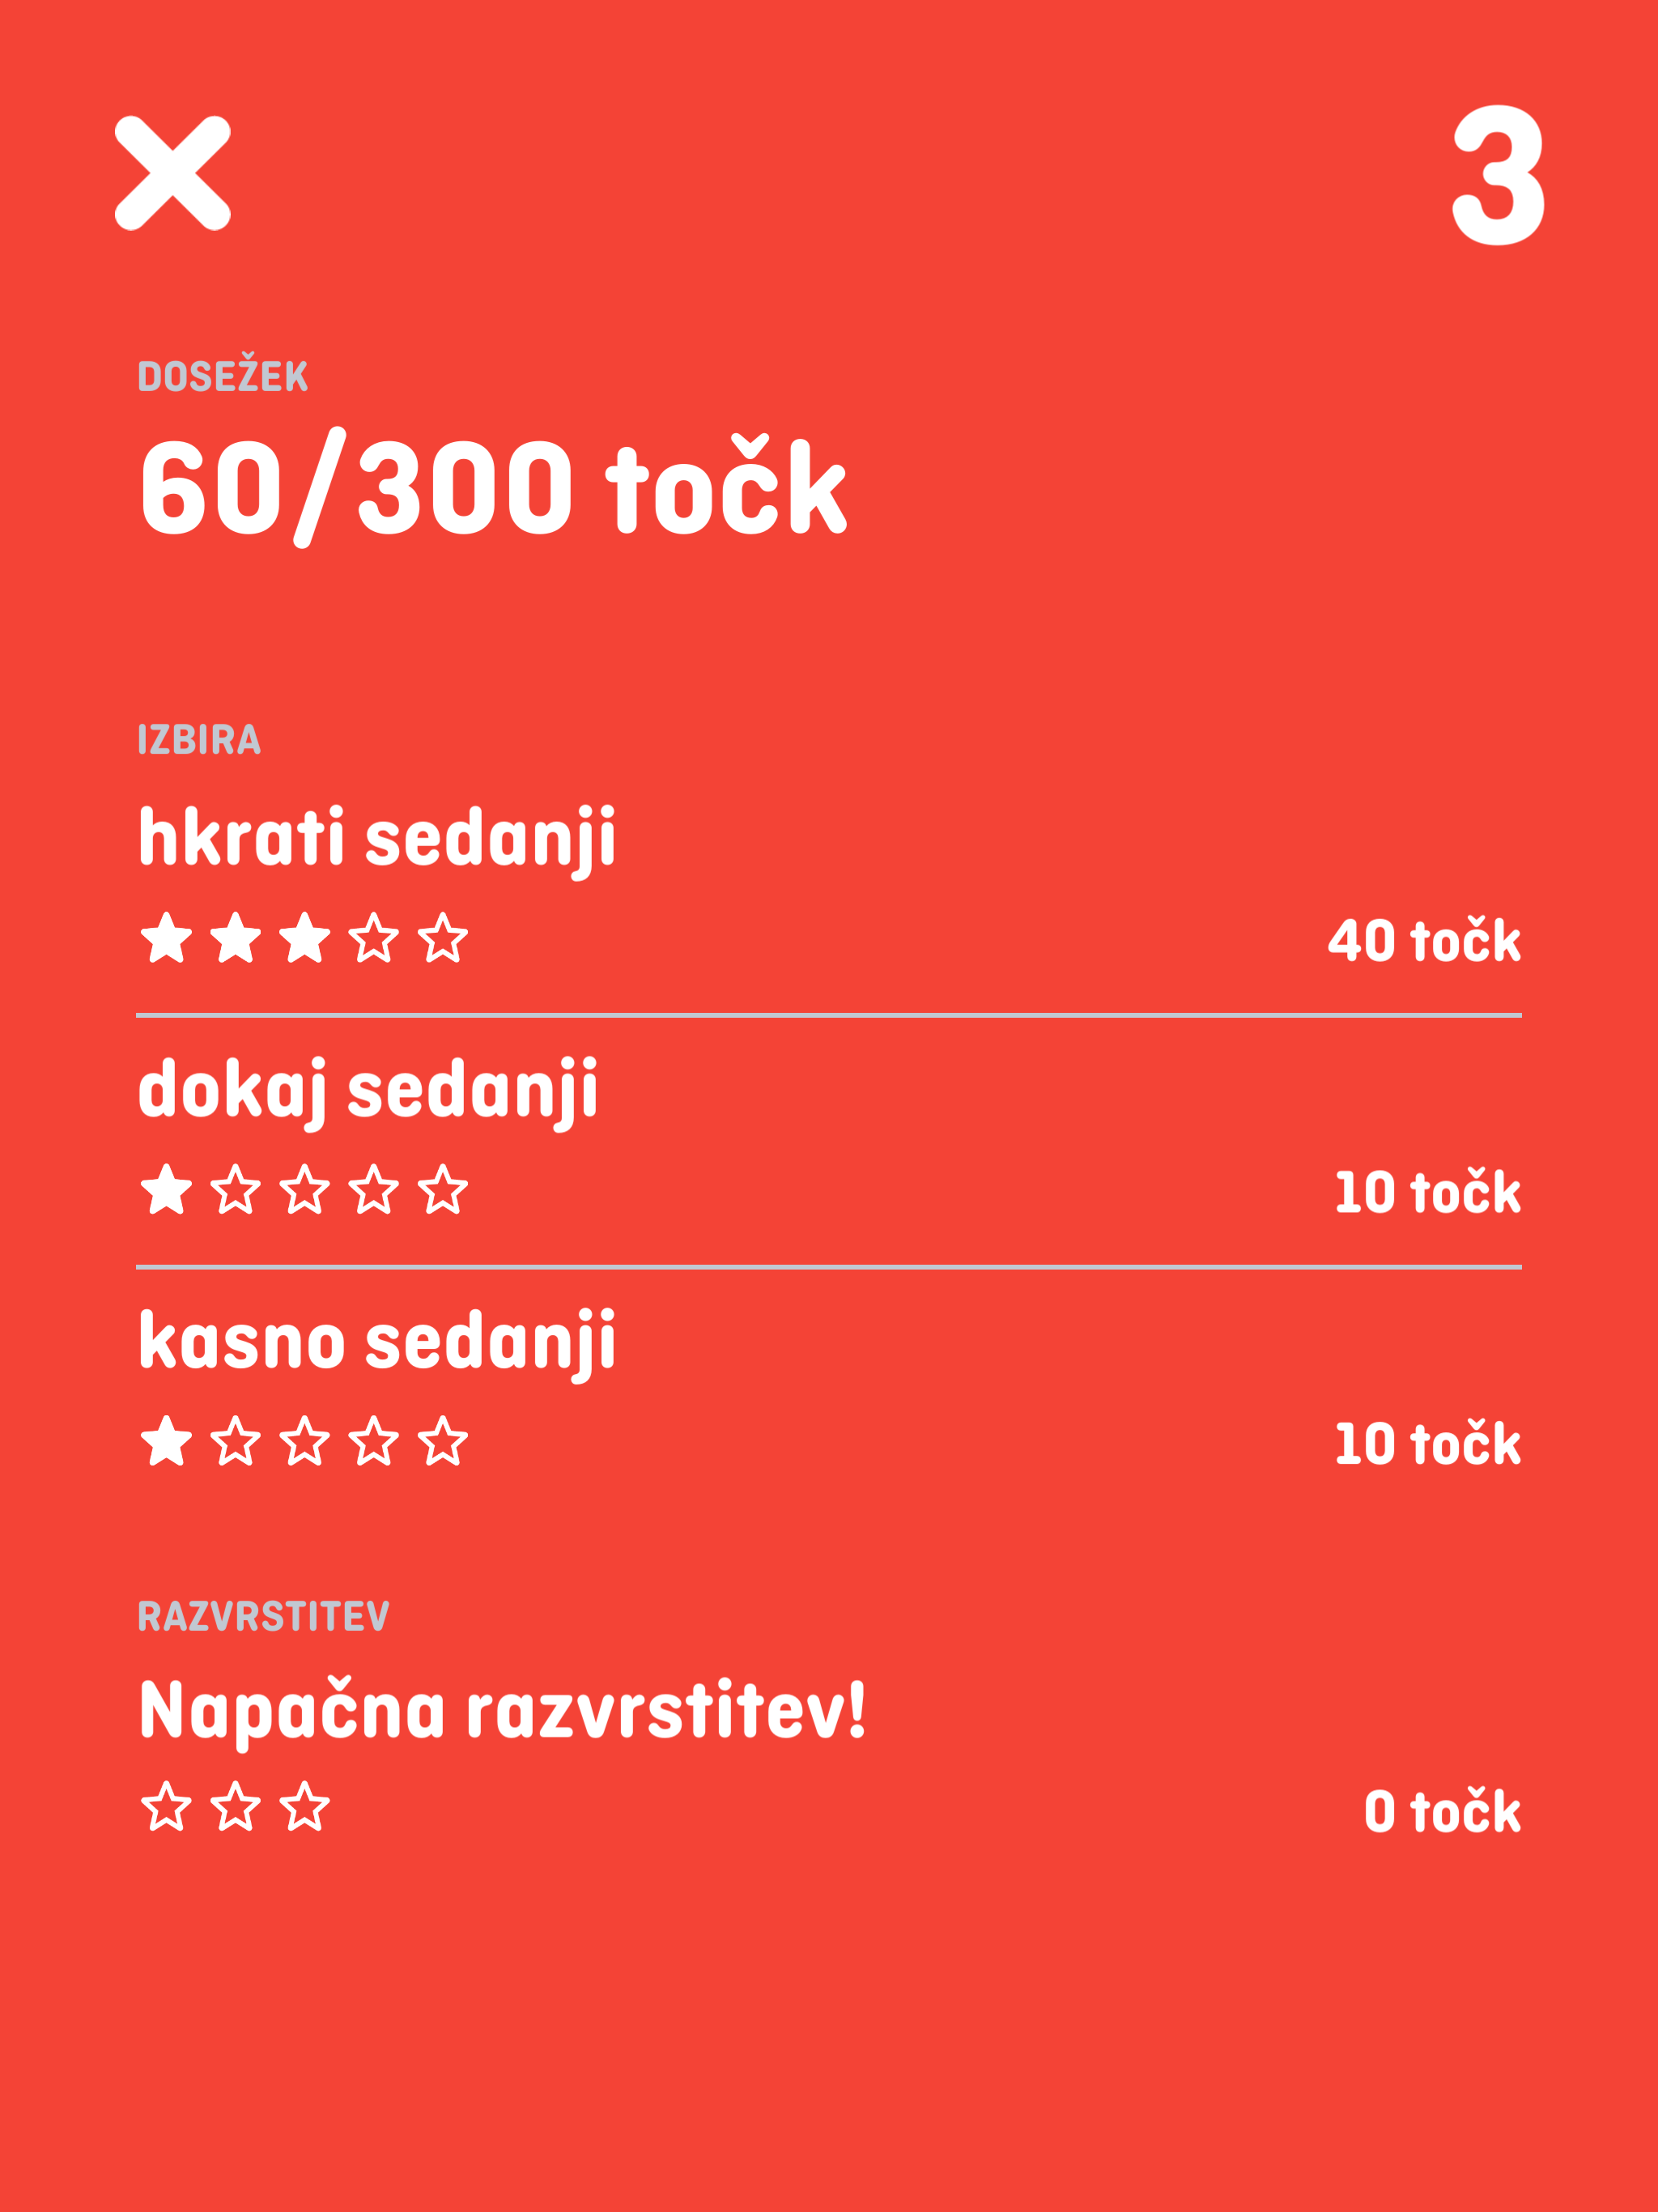 3
DOSEŽEK
60/300 točk
IZBIRA
hkrati sedanji
40 točk
dokaj sedanji
10 točk
kasno sedanji
10 točk
RAZVRSTITEV
Napačna razvrstitev!
0 točk